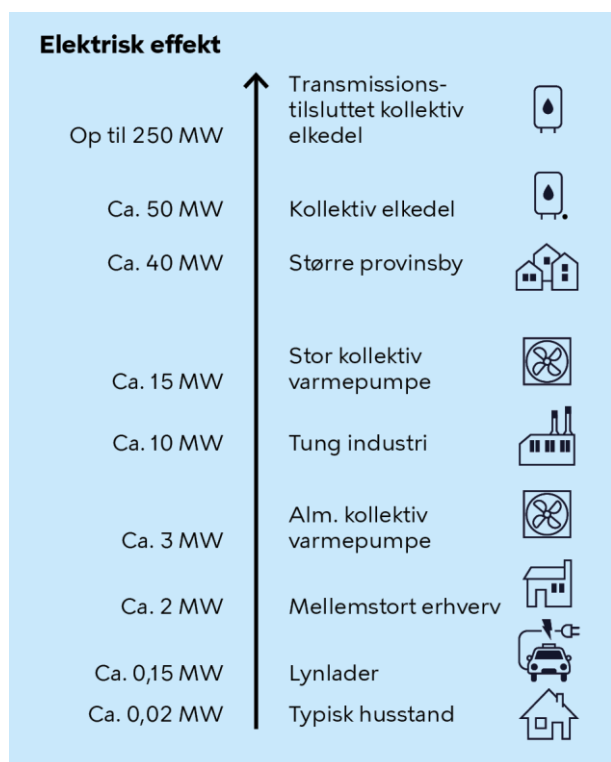 Elektrisk effekt
Transmissions-
tilsluttet kollektiv
Op til 250 MW elkedel
Ca. 50 MW Kollektiv elkedel
Ca. 40 MW Større provinsby
Stor kollektiv
Ca. 15 MW varmepumpe
Ca. 10 MW Tung industri
Alm. kollektiv
Ca. 3 MW varmepumpe
Ca. 2 MW Mellemstort erhverv
Ca. 0,15 MW Lynlader
Ca. 0,02 MW Typisk husstand